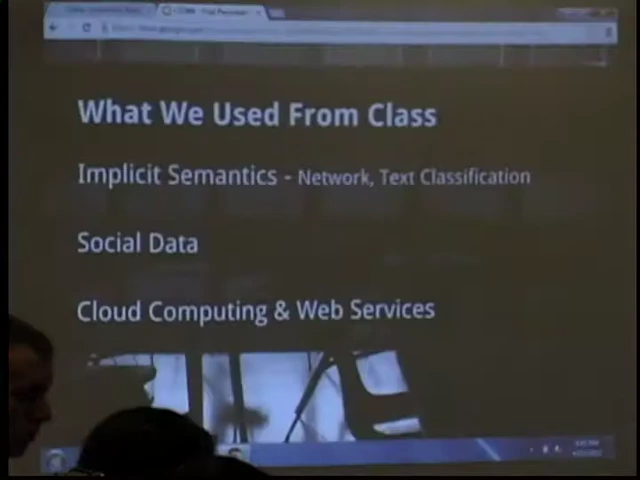 What We Used From Class
Implicit Semantics - Network, Text Classification
Social Data
Cloud Computing & Web Services